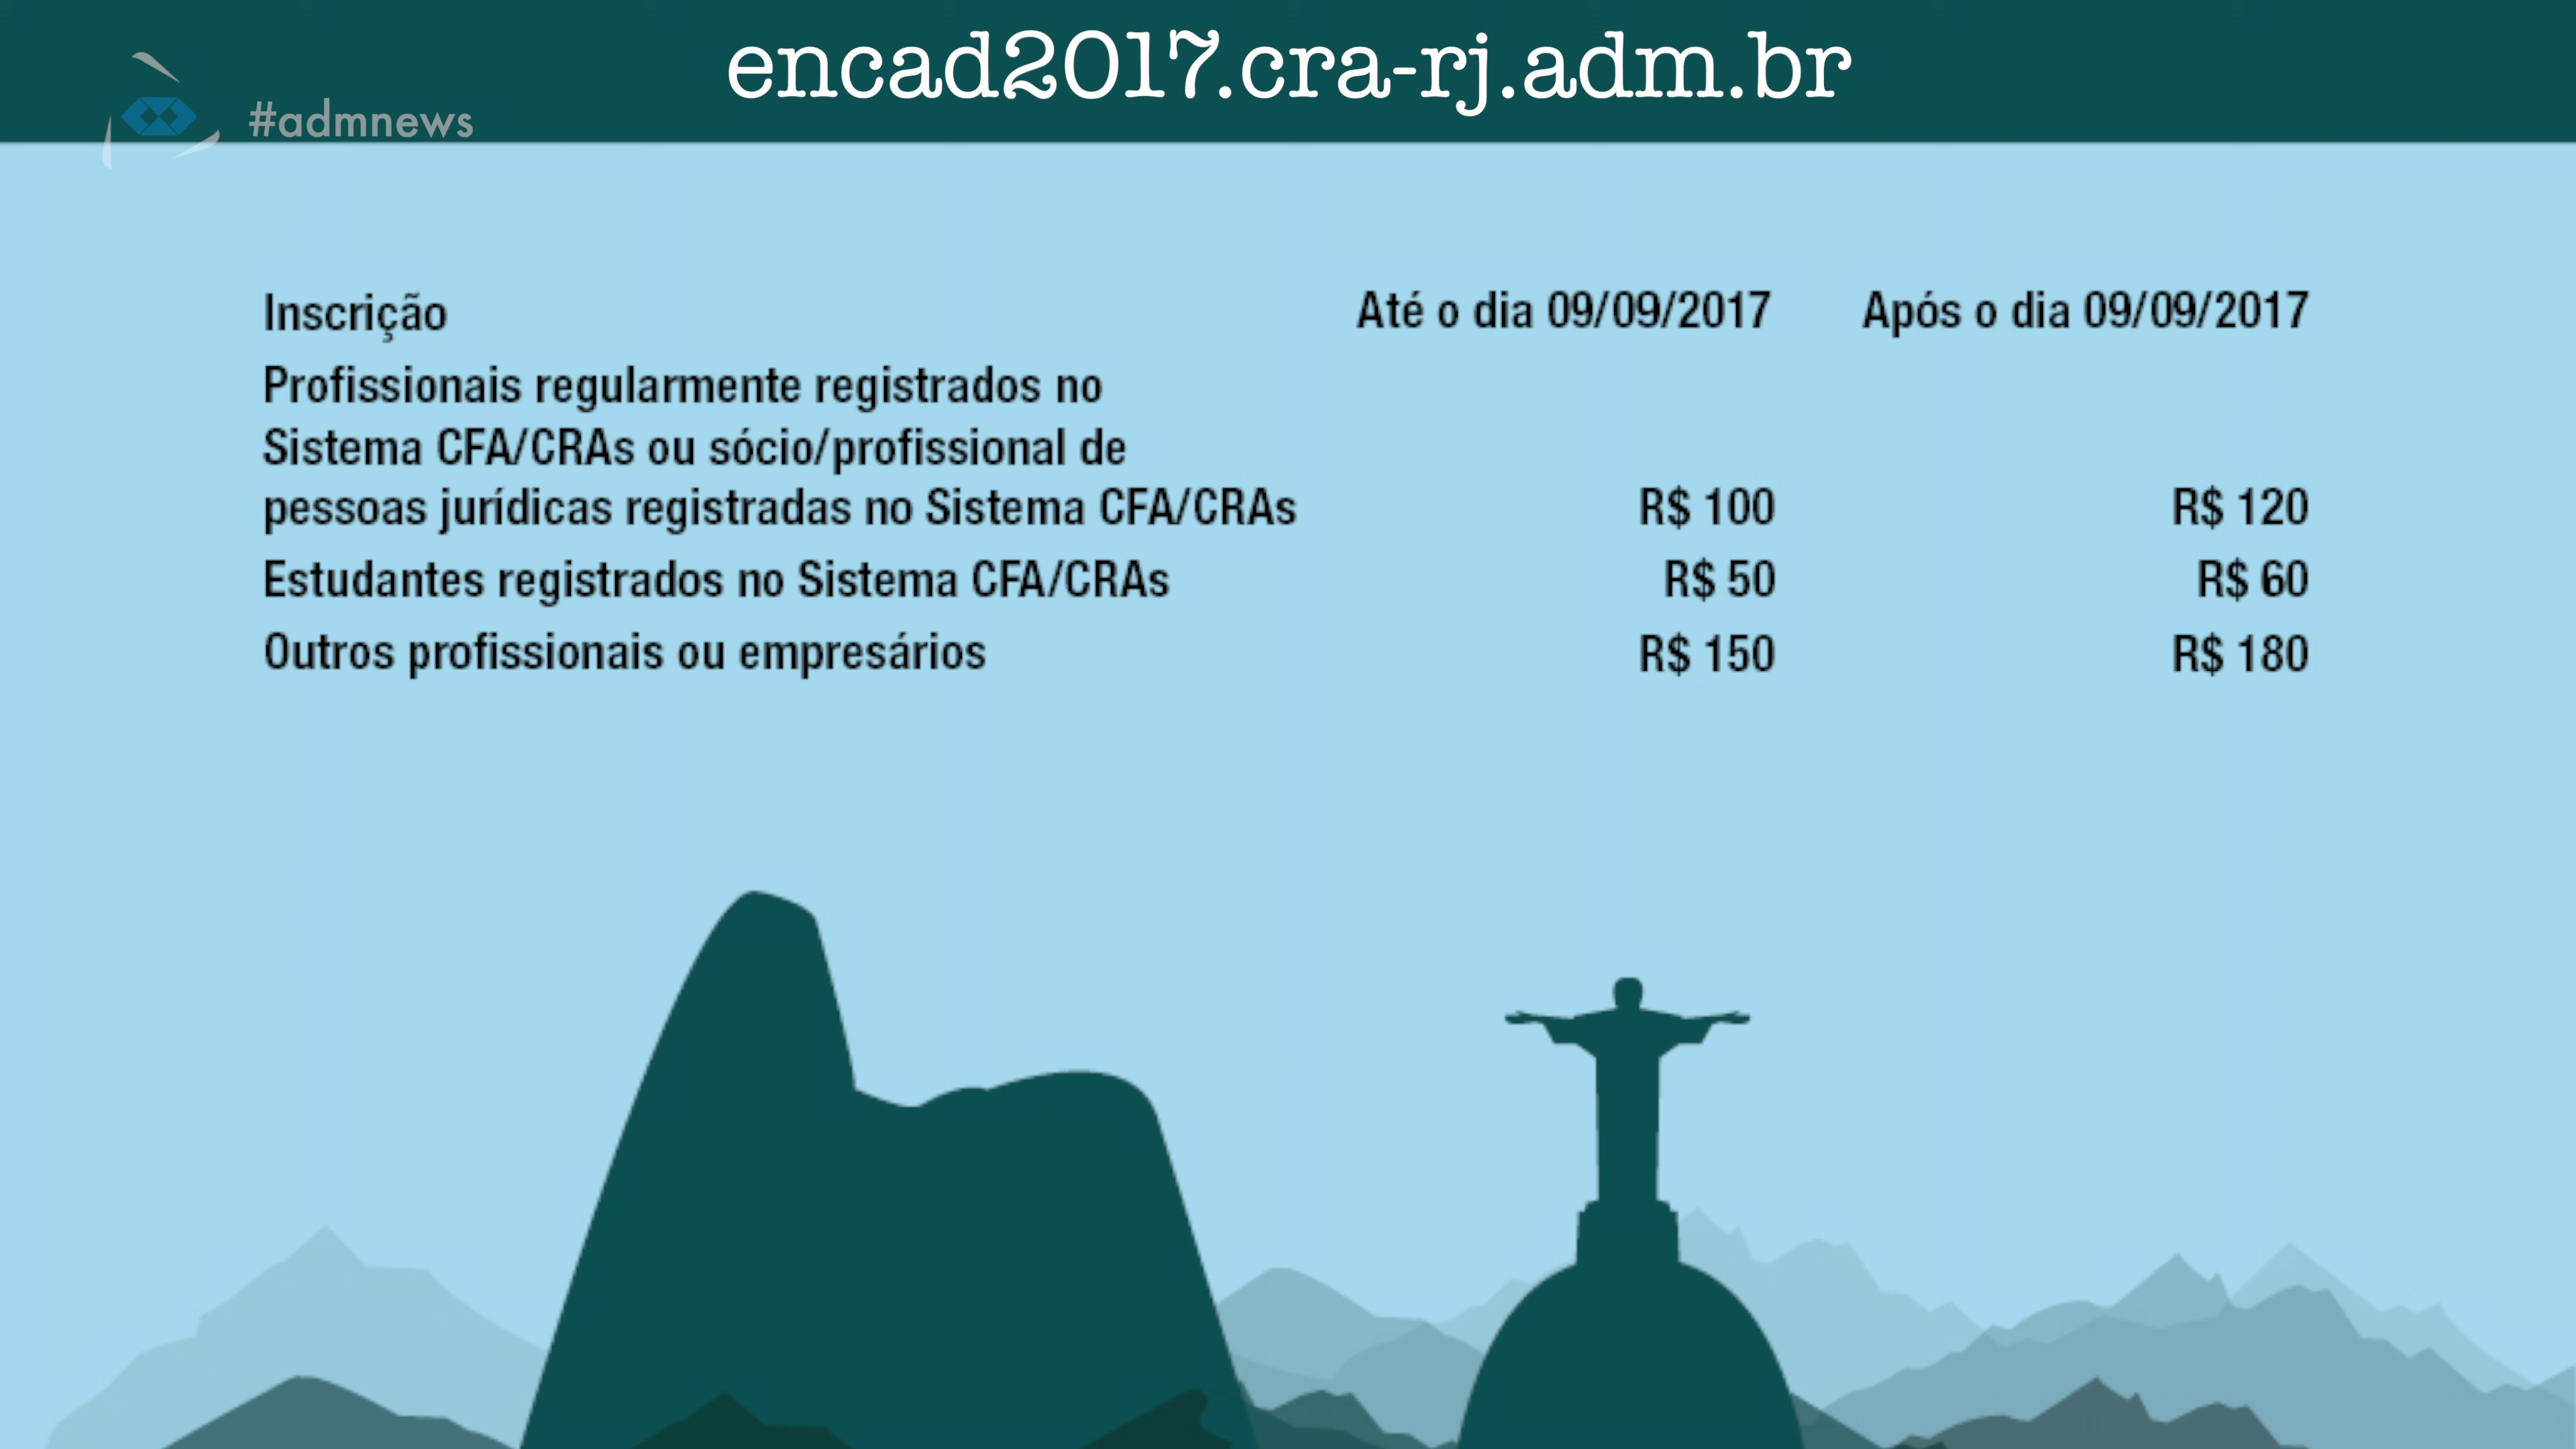 encad2017.cra-rj.adm.br
#admnews
Inscrição Até o dia 09/09/2017 Após o dia 09/09/2017
Profissionais regularmente registrados no
Sistema CFA/CRAs ou sócio/profissional de
pessoas jurídicas registradas no Sistema CFA/CRAs R$ 100 R$ 120
Estudantes registrados no Sistema CFA/CRAs R$ 50 R$ 60
Outros profissionais ou empresários R$ 150 R$ 180